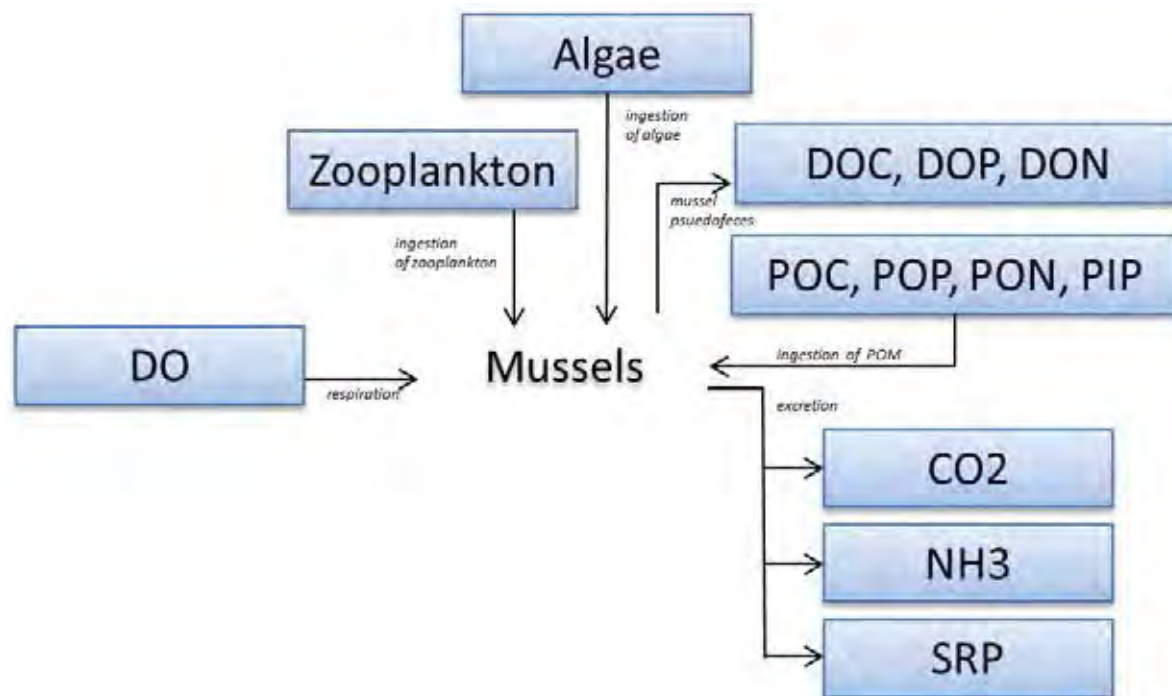 Algae
ingestion
of algae
Zooplankton
DOC, DOP, DON
mussel
psuedofeces
ingestion
of zooplankton
POC, POP, PON, PIP
DO
Mussels
ingestion of POM
respiration
excretion
CO2
NH3
SRP